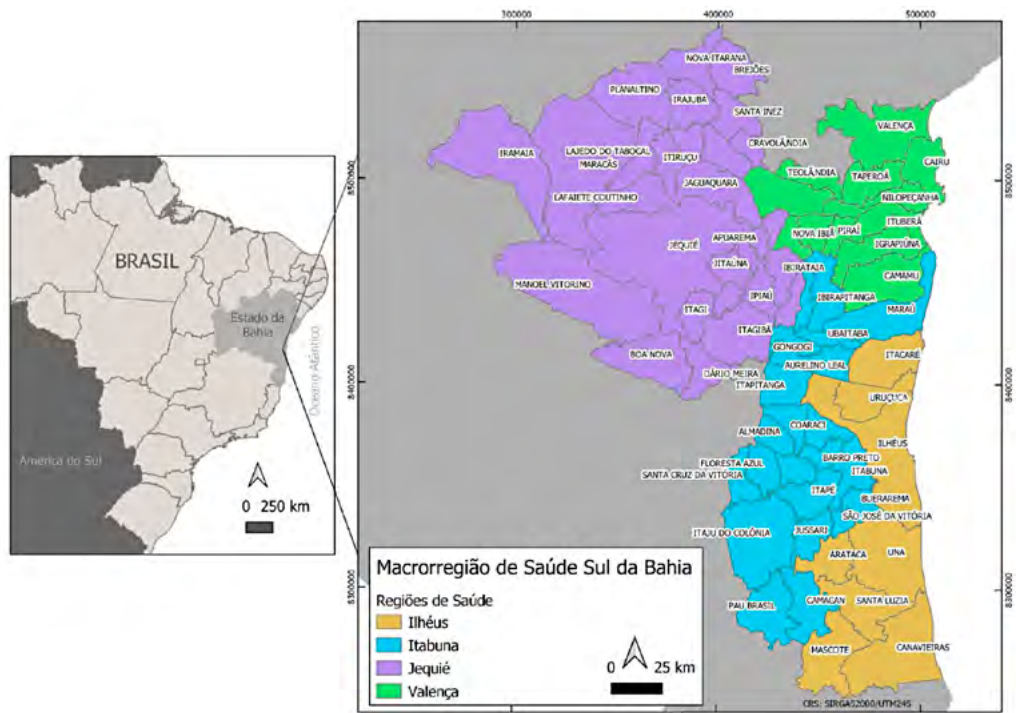 300000
400000
500000
NOVA ITARANA
BREJÕES
PLANALTINO
IRAJUBA
SANTA INEZ
VALENÇA
CRAVOLÂNDIA
IRAMAIA
LAJEDO DO TABOCAL
MARACÁS
ITIRUÇU
TEOLÂNDIA
TAPEROÁ
CAIRU
8500000
8500000
JAGUAQUARA
NILOPEÇANHA
LAFAIETE COUTINHO
ITUBERÁ
NOVA IBIÁ
PIRAÍ
APUAREMA
IGRAPIÚNA
JEQUIÉ
BRASIL
JITAÚNA
IBIRATAIA
CAMAMU
MANOEL VITORINO
IPIAÚ
IBIRAPITANGA
ITAGI
MARAÚ
Estado da
Bahia
ITAGIBÁ
UBAITABA
GONGOGI
BOA NOVA
ITACARÉ
AURELINO LEAL
DÁRIO MEIRA
ITAPITANGA
8400000
8400000
Oceano Atlântico
URUÇUCA
COARACI
ALMADINA
ILHÉUS
América do Sul
FLORESTA AZUL
BARRO PRETO
SANTA CRUZ DA VITÓRIA
ITABUNA
ITAPÉ
BUERAREMA
0 250 km
SÃO JOSÉ DA VITÓRIA
ITAJU DO COLÔNIA
JUSSARI
ARATACA
UNA
Macrorregião de Saúde Sul da Bahia
8300000
8300000
Regiões de Saúde
Ilhéus
Itabuna
Jequié
Valença
0 25 km
PAU BRASIL
CAMACAN
SANTA LUZIA
MASCOTE
CANAVIEIRAS
CRS: SIRGAS2000/UTM24S